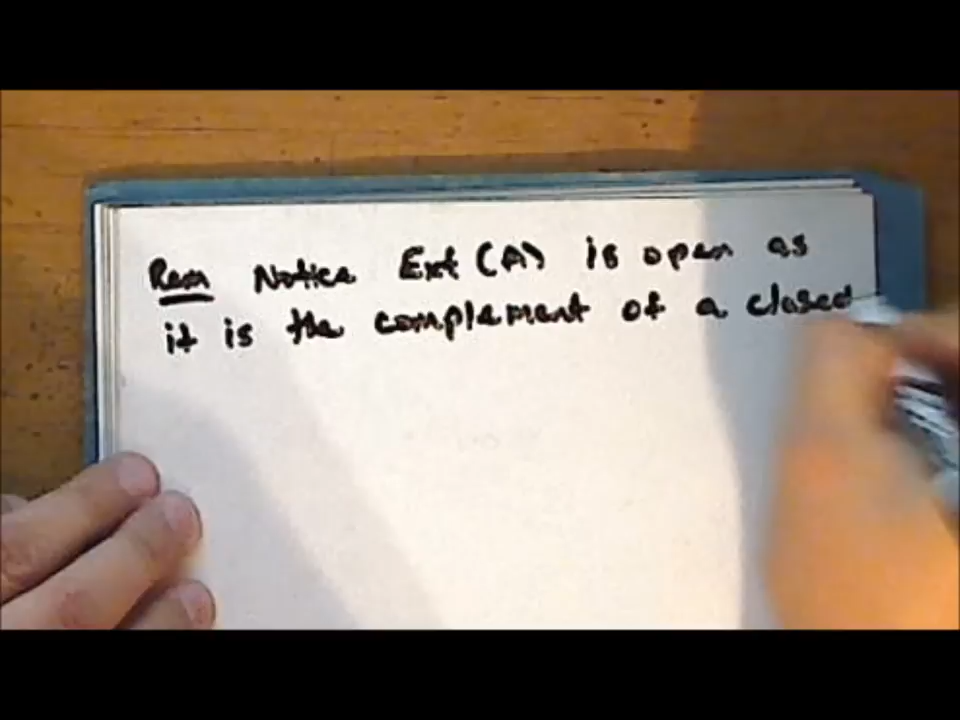 Rem Notice Ext (A) is open as
it is the complement of a closed